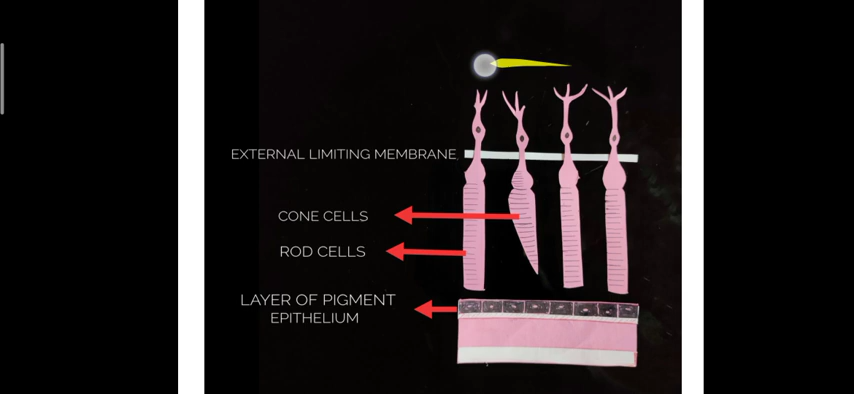 EXTERNAL LIMITING MEMBRANE
CONE CELLS
ROD CELLS
LAYER OF PIGMENT
EPITHELIUM